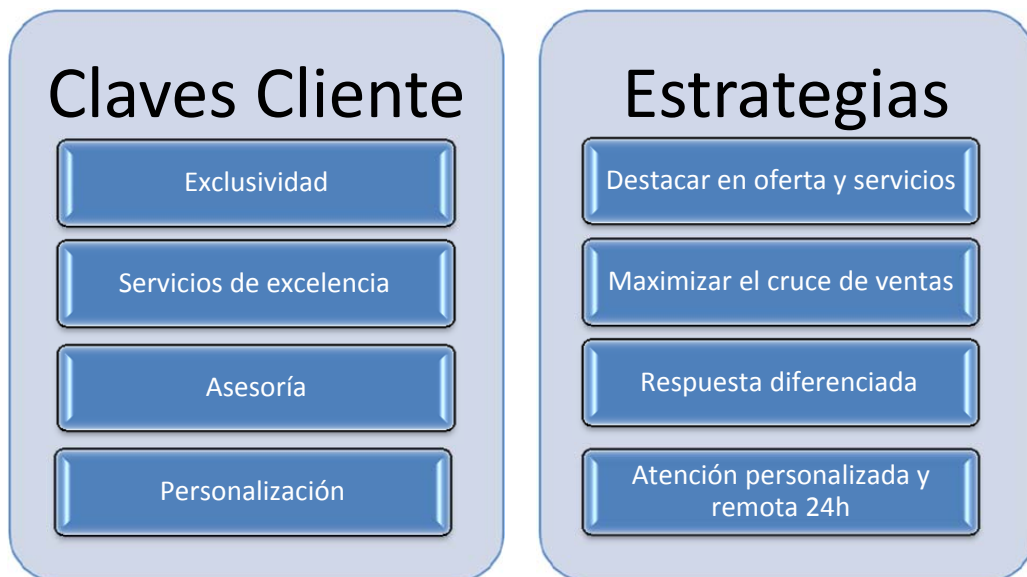 Claves Cliente
Exclusividad
Servicios de excelencia
Asesoría
Personalización
Estrategias
Destacar en oferta y servicios
Maximizar el cruce de ventas
Respuesta diferenciada
Atención personalizada y
remota 24h